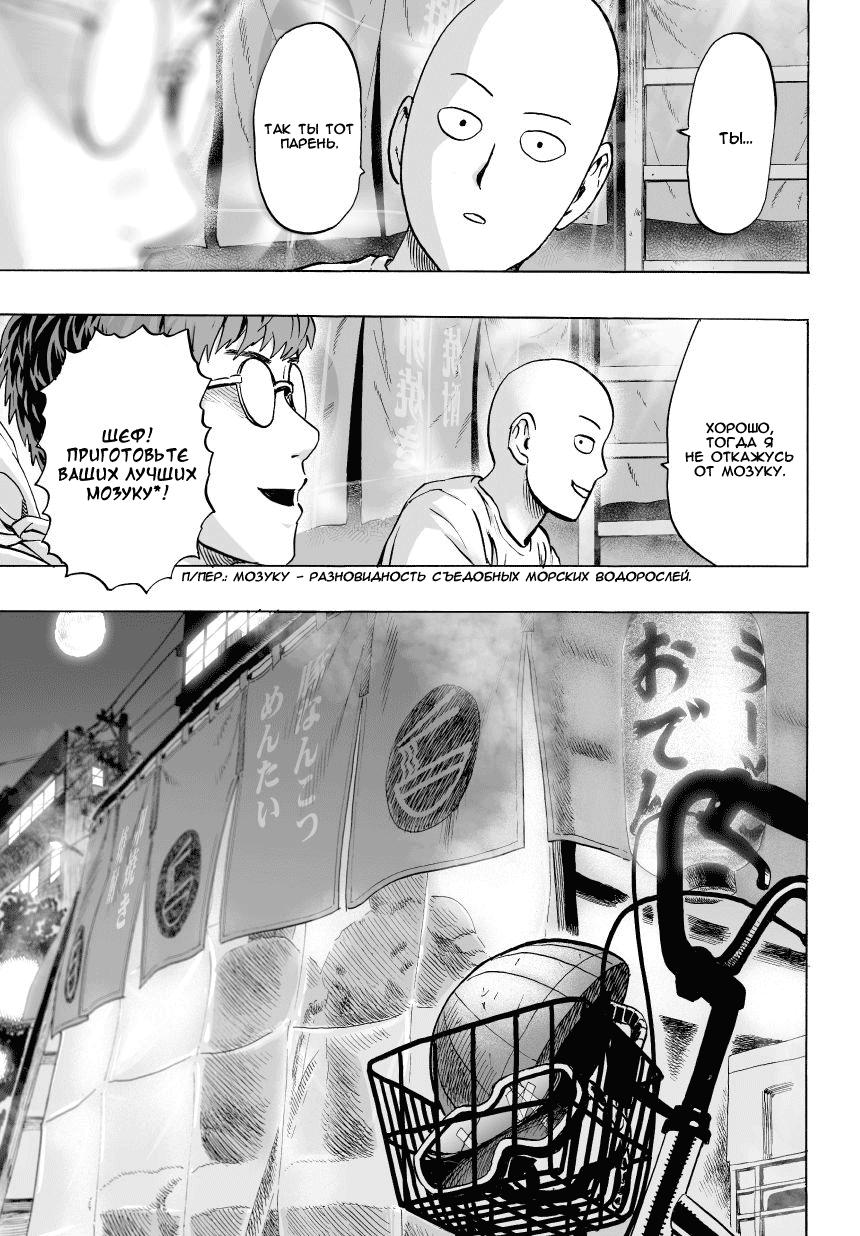 ТЫ...
ТАК ТЫ ТОТ
ПАРЕНЬ.
ХОРОШО,
ТОГДА Я
НЕ ОТКАЖУСЬ
ОТ МОЗУКУ.
ШЕФ!
ПРИГОТОВЬТЕ
ВАШИХ ЛУЧШИХ
МОЗУКУ*!
П/ПЕР.: МОЗУКУ - РАЗНОВИДНОСТЬ СЪЕДОБНЫХ МОРСКИХ ВОДОРОСЛЕЙ.
おでん
豚なんこつ
めんたい